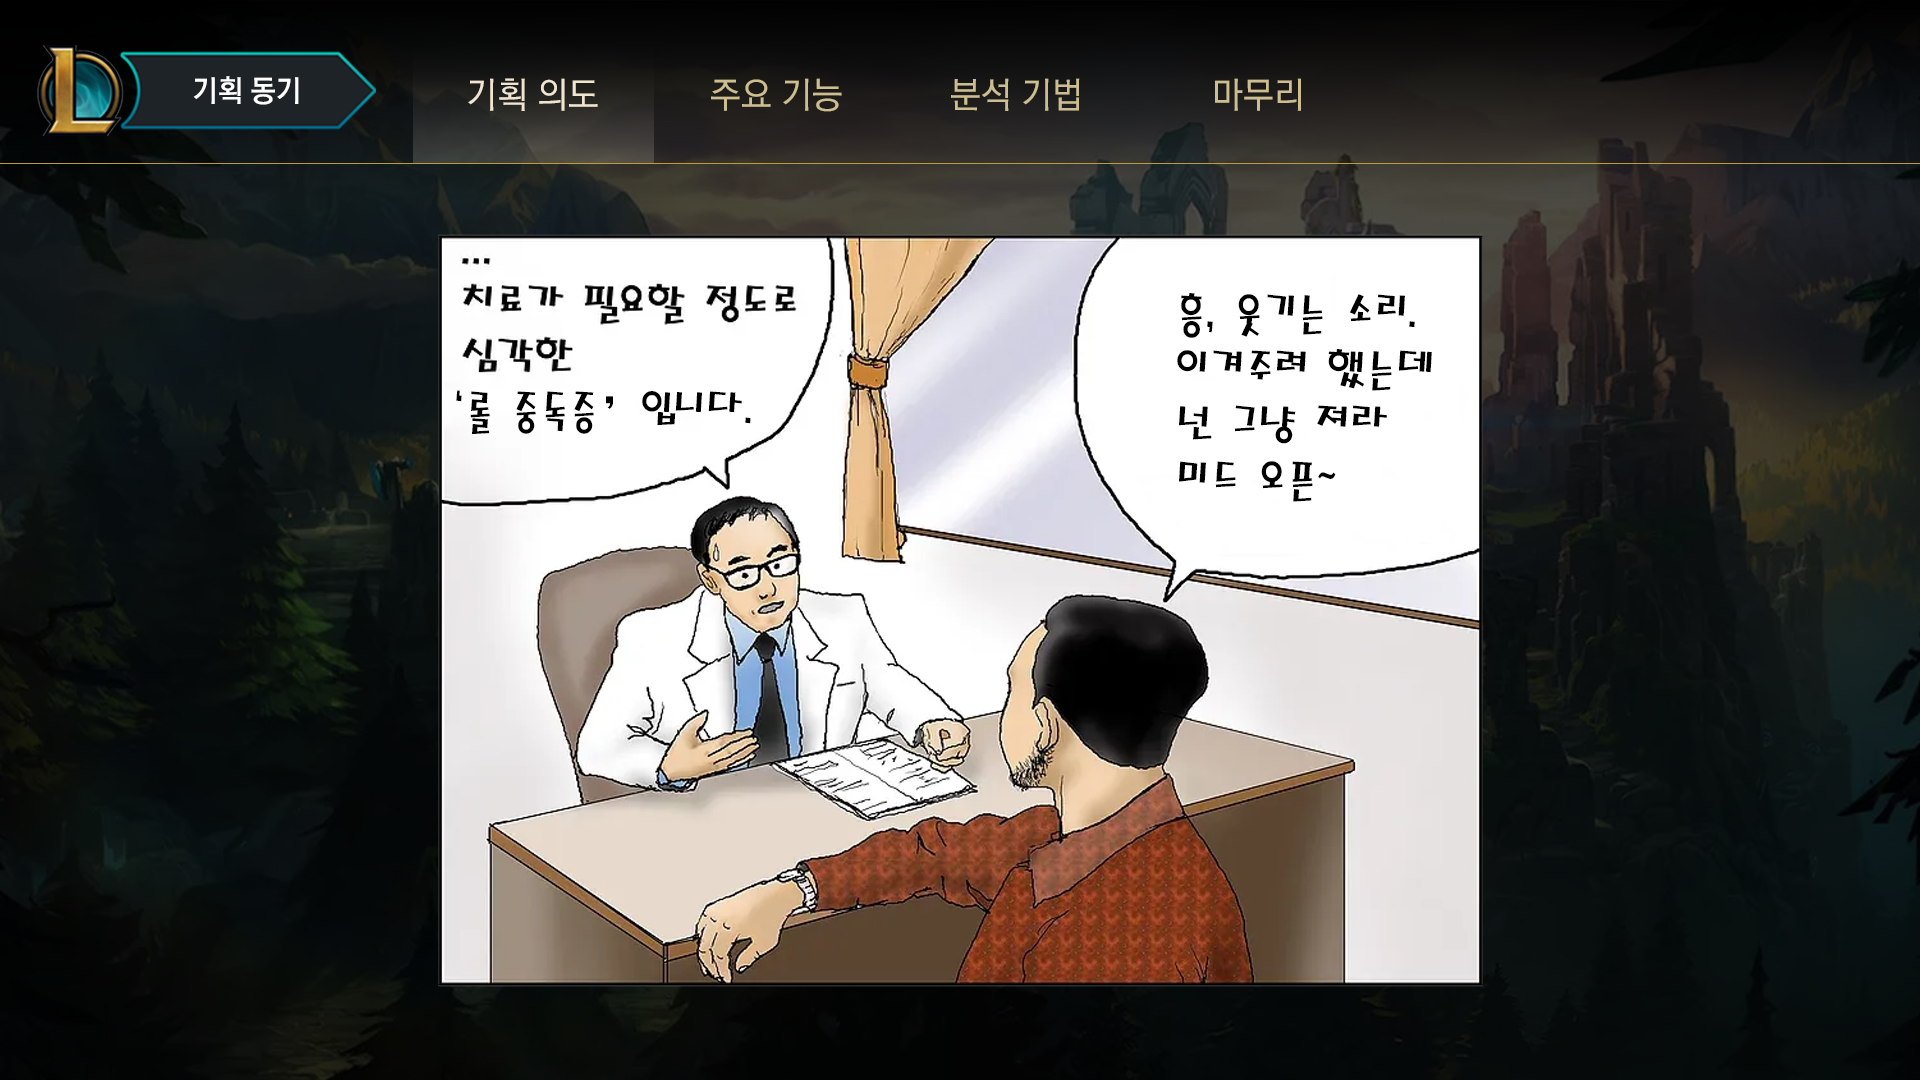 기획 동기
기획 의도
주요 기능
분석 기법
마무리
...
치료가 필요할 정도로
심각한
‘롤 중독증’ 입니다.
흥, 웃기는 소리.
이겨주려 했는데
넌 그냥 져라
미드 오픈~